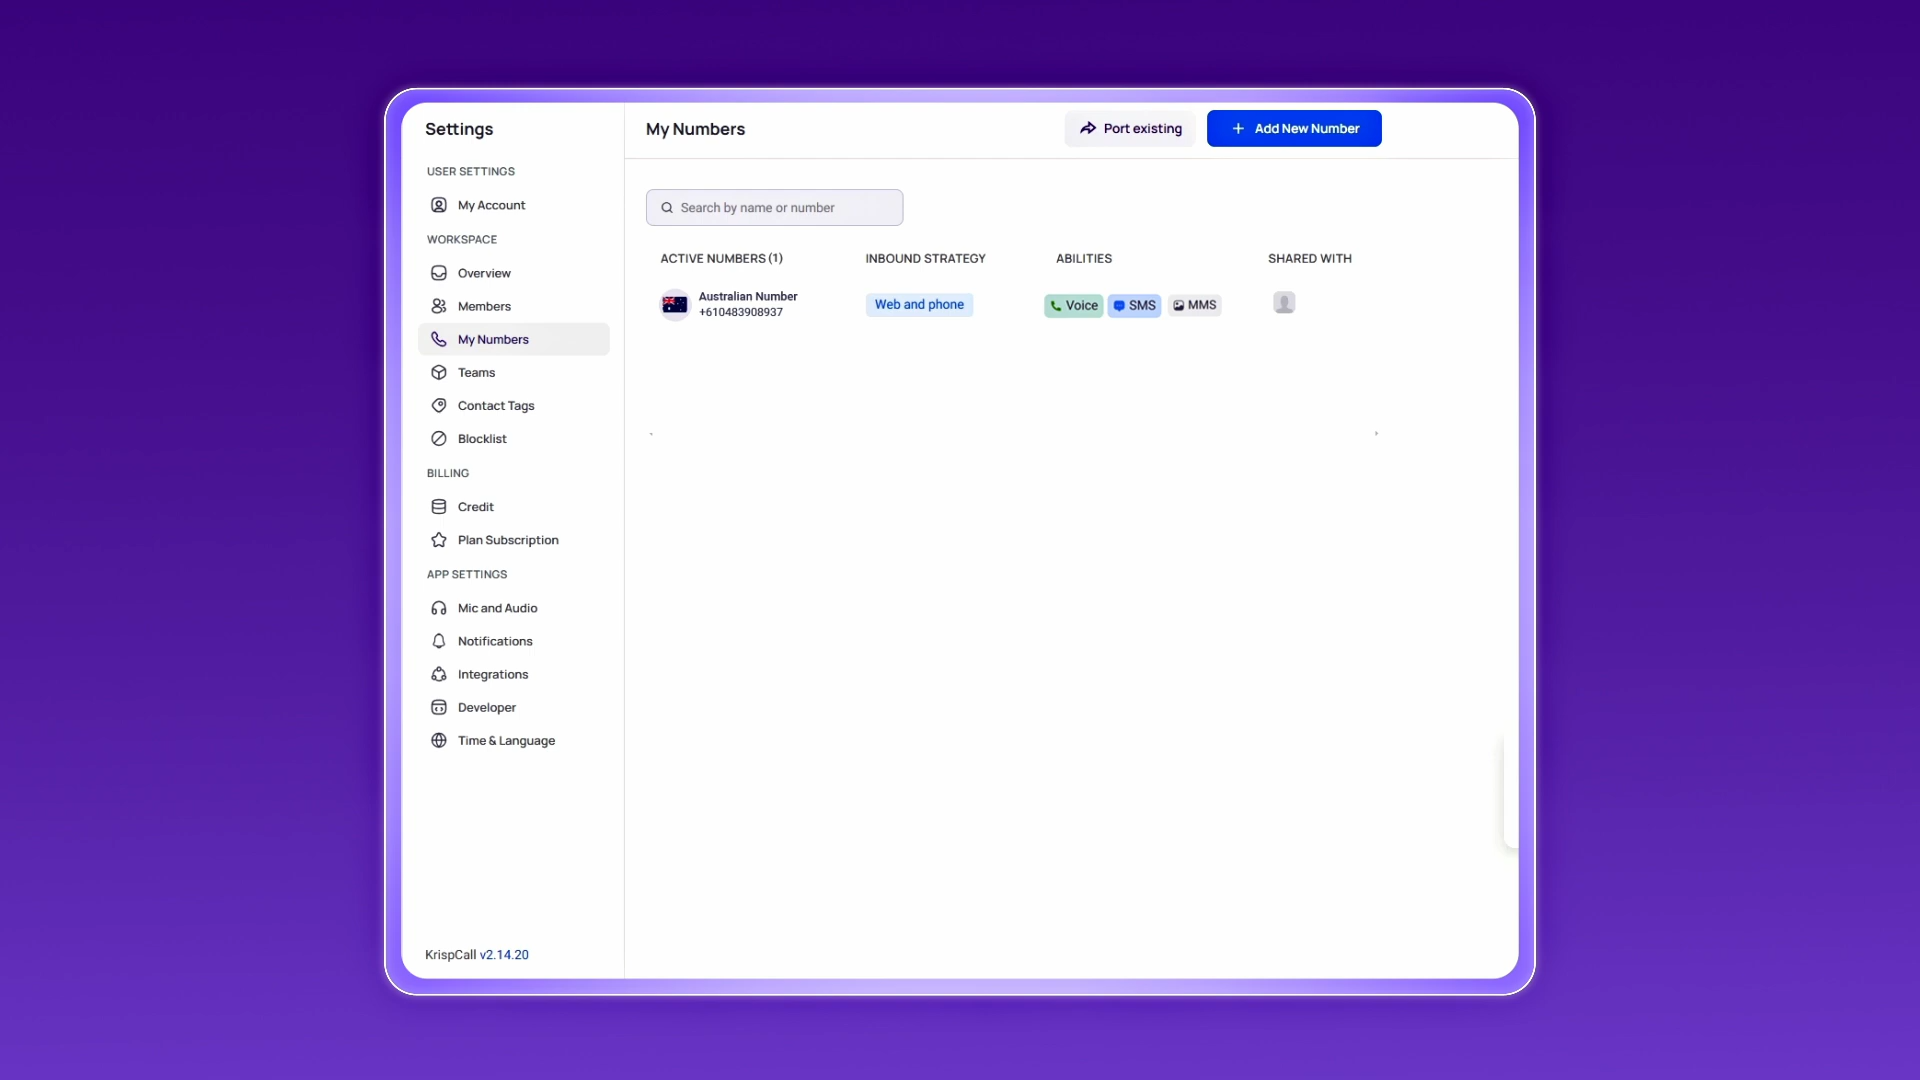 Settings
USER SETTINGS
My Account
WORKSPACE
Overview
Members
My Numbers
Teams
Contact Tags
Blocklist
BILLING
Credit
Plan Subscription
APP SETTINGS
Mic and Audio
Notifications
Integrations
Developer
Time & Language
KrispCall v2.14.20
My Numbers
Port existing
+ Add New Number
Search by name or number
ACTIVE NUMBERS (1) INBOUND STRATEGY ABILITIES SHARED WITH
Australian Number
+610483908937
Web and phone
Voice SMS MMS